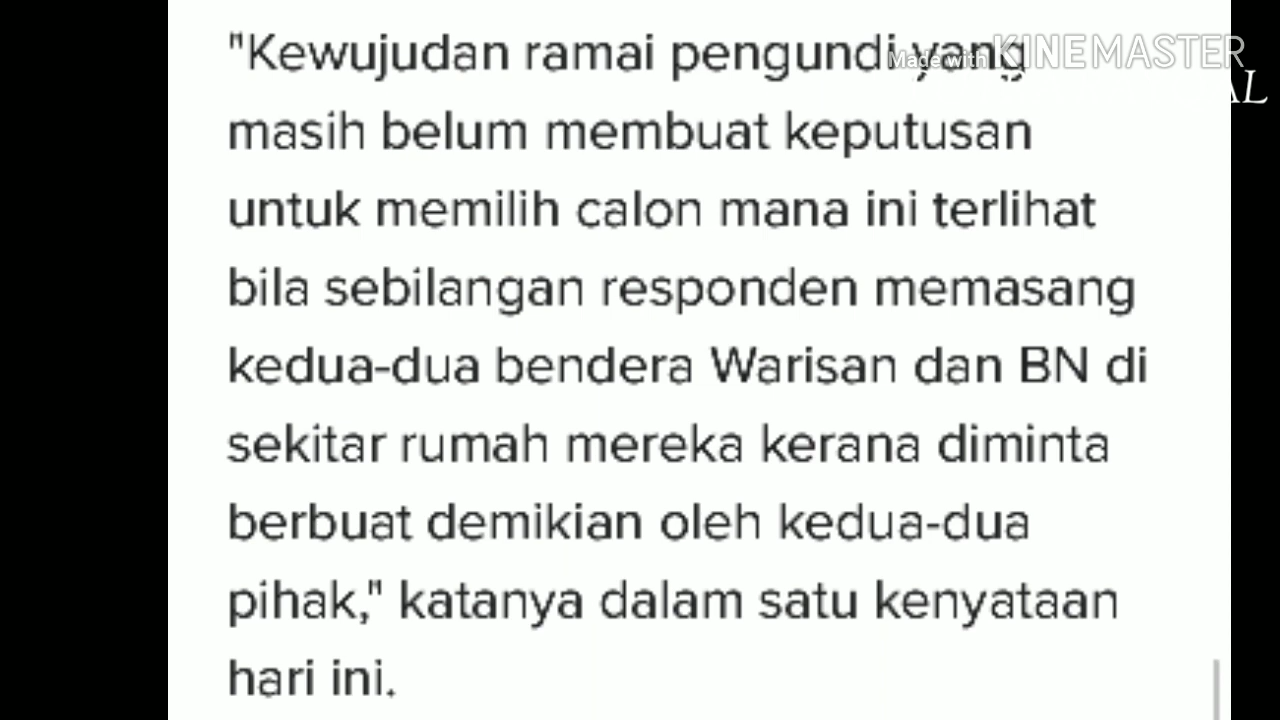 "Kewujudan ramai pengundi yang
Made with KINEMASTER
AL
masih belum membuat keputusan
untuk memilih calon mana ini terlihat
bila sebilangan responden memasang
kedua-dua bendera Warisan dan BN di
sekitar rumah mereka kerana diminta
berbuat demikian oleh kedua-dua
pihak," katanya dalam satu kenyataan
hari ini.